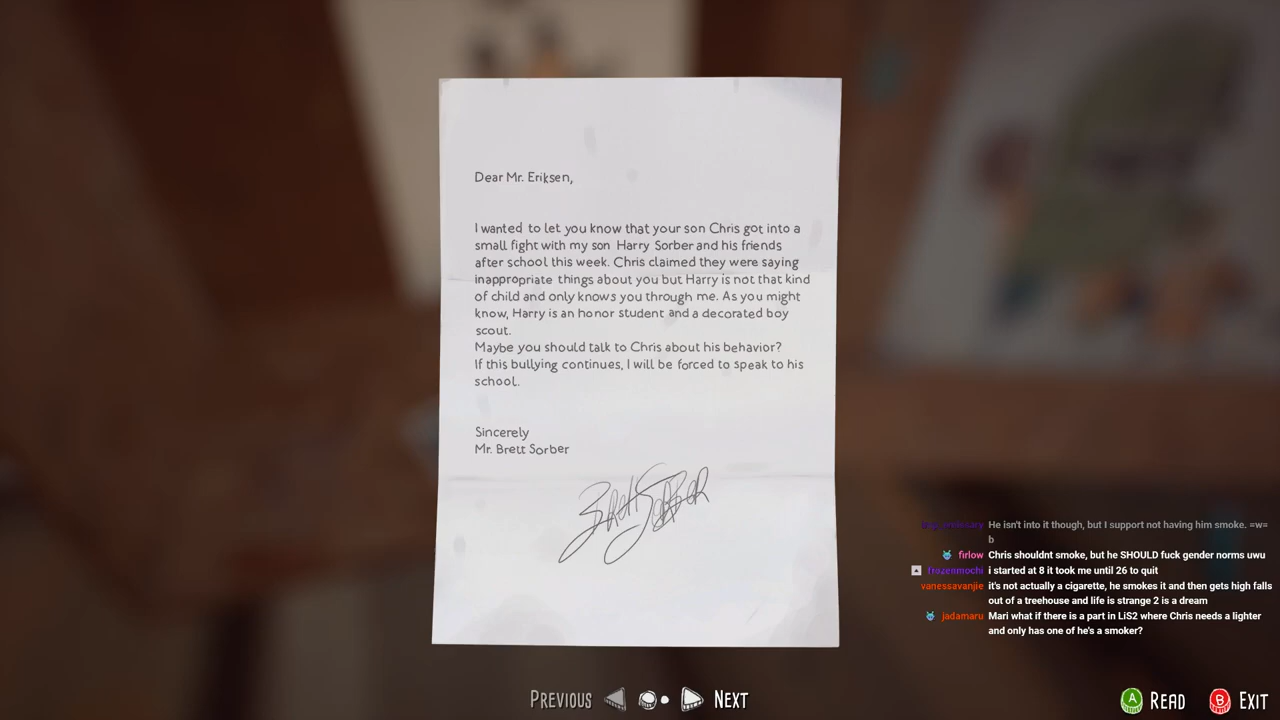 Dear Mr. Eriksen,
I wanted to let you know that your son Chris got into a
small fight with my son Harry Sorber and his friends
after school this week. Chris claimed they were saying
inappropriate things about you but Harry is not that kind
of child and only knows you through me. As you might
know, Harry is an honor student and a decorated boy
scout.
Maybe you should talk to Chris about his behavior?
If this bullying continues, I will be forced to speak to his
school.
Sincerely
Mr. Brett Sorber
Brett Sorber
He isn't into it though, but I support not having him smoke. =w=
b
firlow Chris shouldnt smoke, but he SHOULD fuck gender norms uwu
frozenmochi i started at 8 it took me until 26 to quit
vanessavanjie it's not actually a cigarette, he smokes it and then gets high falls
out of a treehouse and life is strange 2 is a dream
jadamaru Mari what if there is a part in LiS2 where Chris needs a lighter
and only has one of he's a smoker?
PREVIOUS NEXT
A READ B EXIT